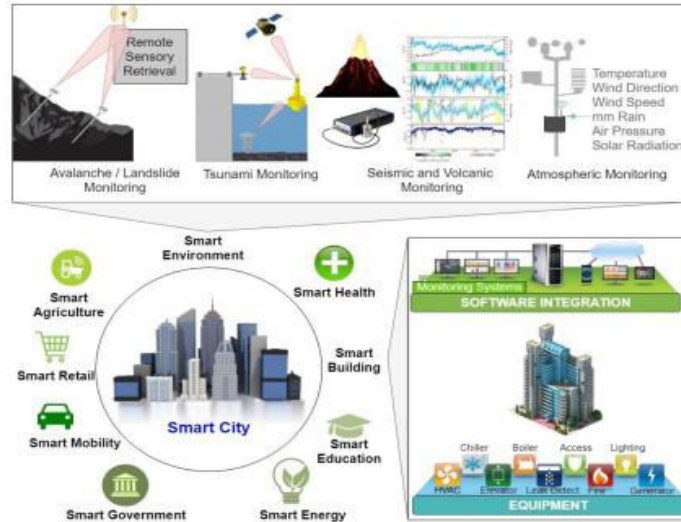 Remote
Sensory
Retrieval
Avalanche / Landslide
Monitoring
Tsunami Monitoring
Seismic and Volcanic
Monitoring
Temperature
Wind Direction
Wind Speed
mm Rain
Air Pressure
Solar Radiation
Atmospheric Monitoring
Smart
Environment
Smart
Agriculture
Smart Health
Smart Retail
Smart
Building
Smart Mobility
Smart City
Smart
Education
Smart Government
Smart Energy
Monitoring Systems
SOFTWARE INTEGRATION
Chiller
Boiler
Access
Lighting
HVAC
Elevator
Leak Detect
Fire
Generator
EQUIPMENT